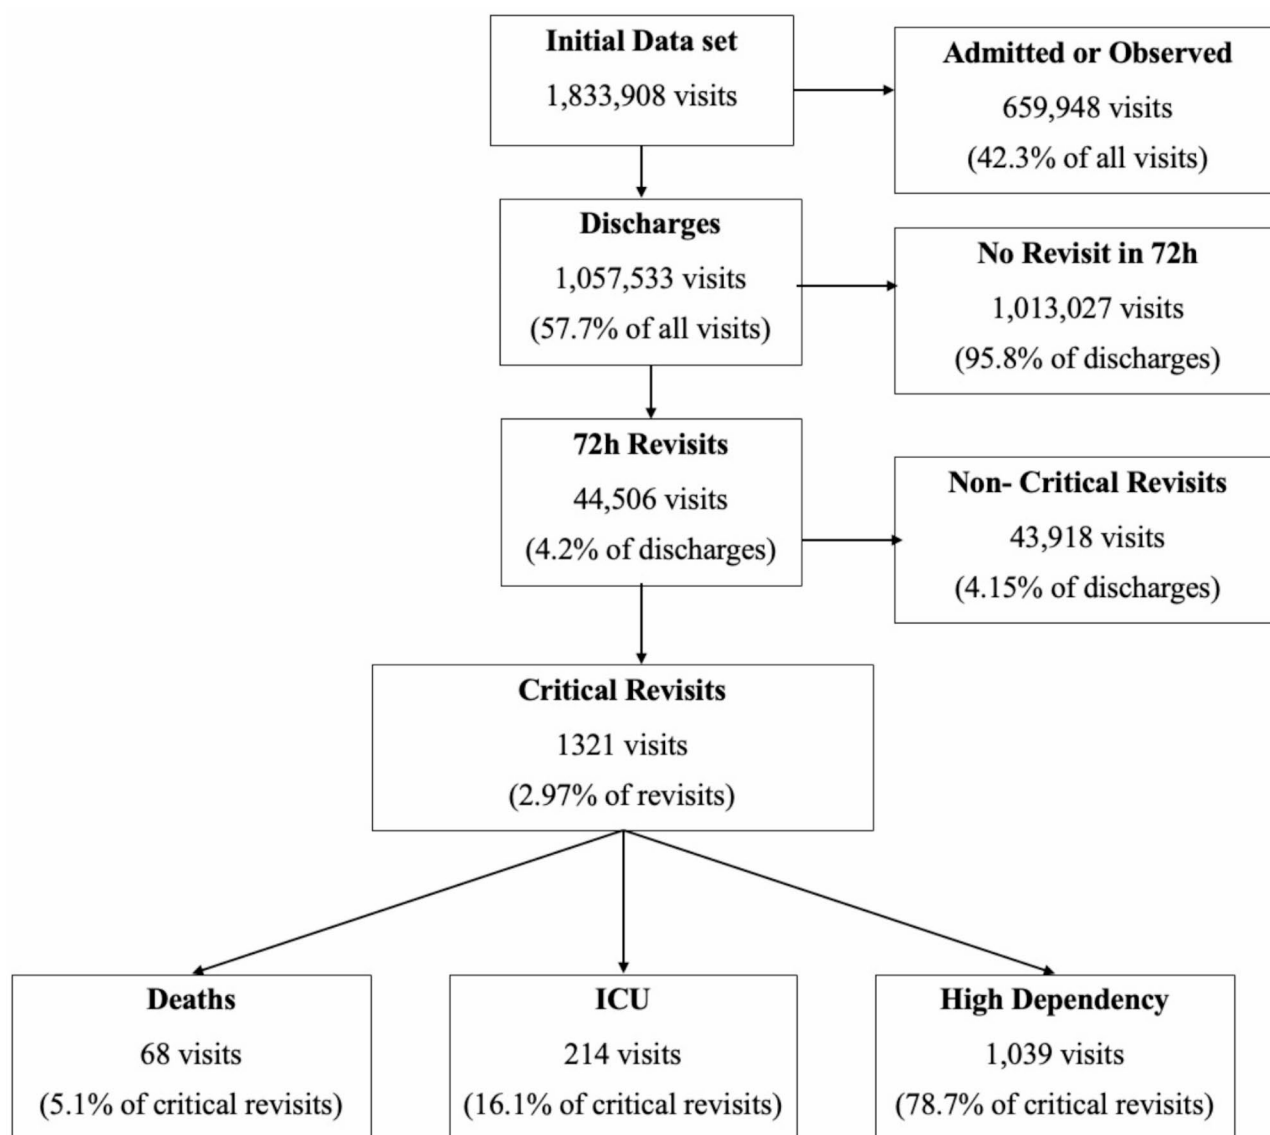 Initial Data set
1,833,908 visits
Admitted or Observed
659,948 visits
(42.3% of all visits)
Discharges
1,057,533 visits
(57.7% of all visits)
No Revisit in 72h
1,013,027 visits
(95.8% of discharges)
72h Revisits
44,506 visits
(4.2% of discharges)
Non- Critical Revisits
43,918 visits
(4.15% of discharges)
Critical Revisits
1321 visits
(2.97% of revisits)
Deaths
68 visits
(5.1% of critical revisits)
ICU
214 visits
(16.1% of critical revisits)
High Dependency
1,039 visits
(78.7% of critical revisits)